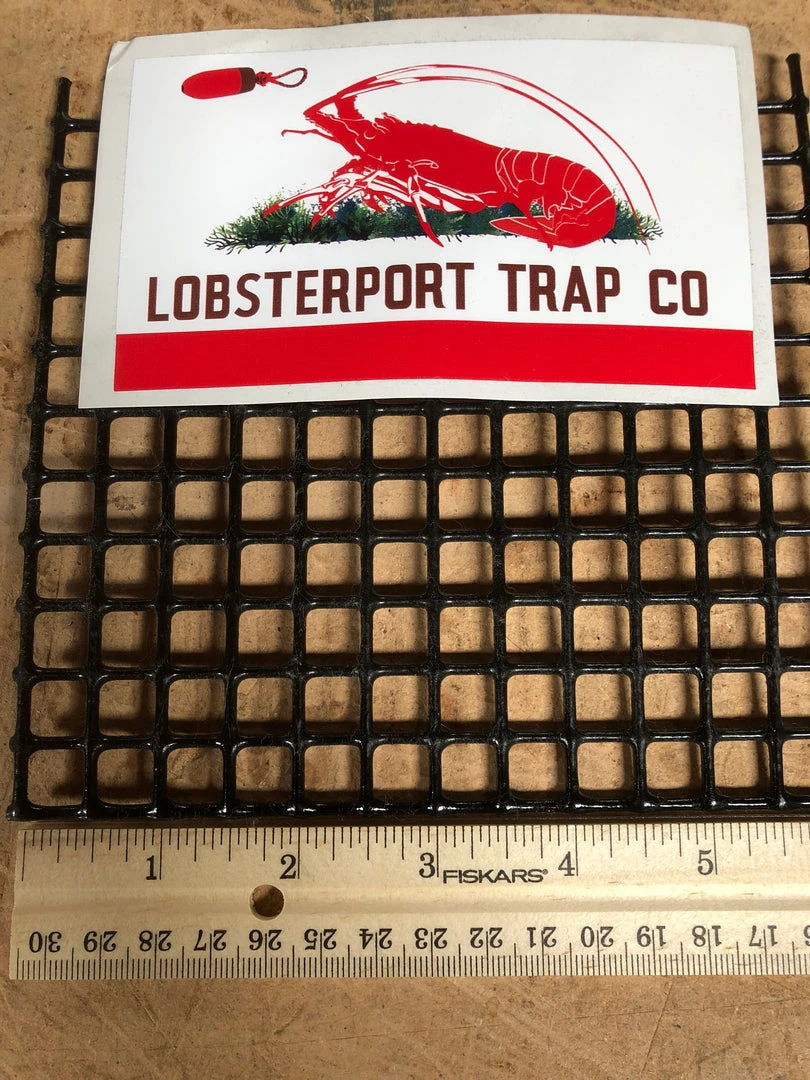 LOBSTERPORT TRAP CO
1 2 3 FISKARS® 4 5
30 29 28 27 26 25 24 23 22 21 20 19 18 17